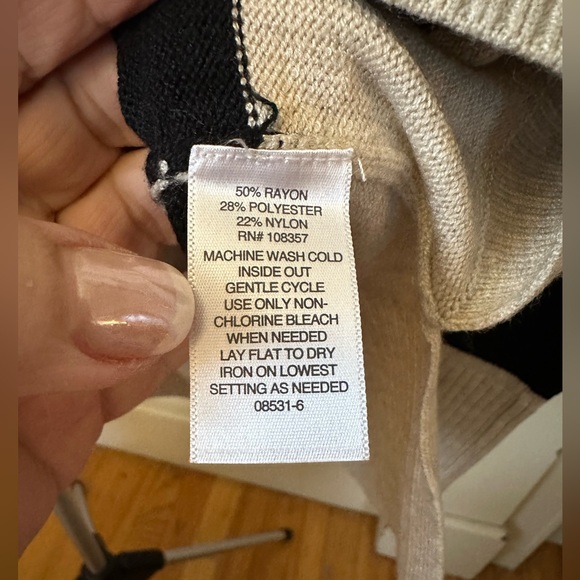 50% RAYON
28% POLYESTER
22% NYLON
RN# 108357
MACHINE WASH COLD
INSIDE OUT
GENTLE CYCLE
USE ONLY NON-
CHLORINE BLEACH
WHEN NEEDED
LAY FLAT TO DRY
IRON ON LOWEST
SETTING AS NEEDED
08531-6